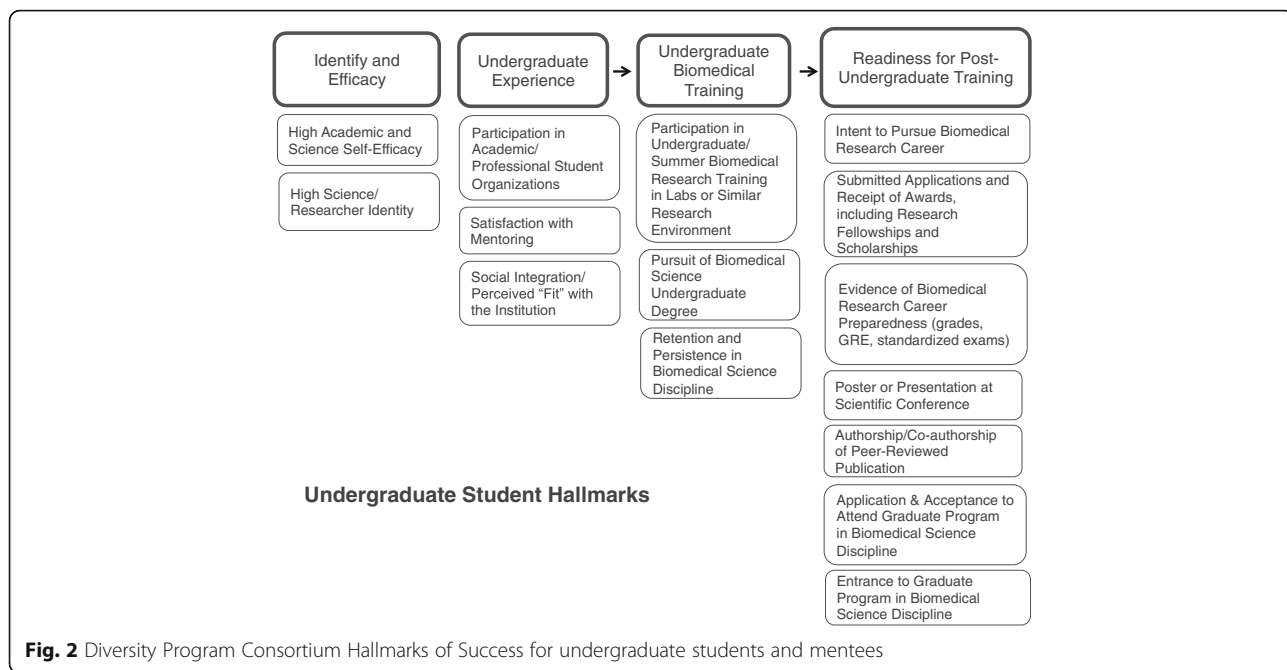 Identify and
Efficacy
High Academic and
Science Self-Efficacy
High Science/
Researcher Identity
Undergraduate
Experience
Participation in
Academic/
Professional Student
Organizations
Satisfaction with
Mentoring
Social Integration/
Perceived “Fit” with
the Institution
Undergraduate
Biomedical
Training
Participation in
Undergraduate/
Summer Biomedical
Research Training
in Labs or Similar
Research
Environment
Pursuit of Biomedical
Science
Undergraduate
Degree
Retention and
Persistence in
Biomedical Science
Discipline
Readiness for Post-
Undergraduate Training
Intent to Pursue Biomedical
Research Career
Submitted Applications and
Receipt of Awards,
including Research
Fellowships and
Scholarships
Evidence of Biomedical
Research Career
Preparedness (grades,
GRE, standardized exams)
Poster or Presentation at
Scientific Conference
Authorship/Co-authorship
of Peer-Reviewed
Publication
Application & Acceptance to
Attend Graduate Program
in Biomedical Science
Discipline
Entrance to Graduate
Program in Biomedical
Science Discipline
Undergraduate Student Hallmarks
Fig. 2 Diversity Program Consortium Hallmarks of Success for undergraduate students and mentees